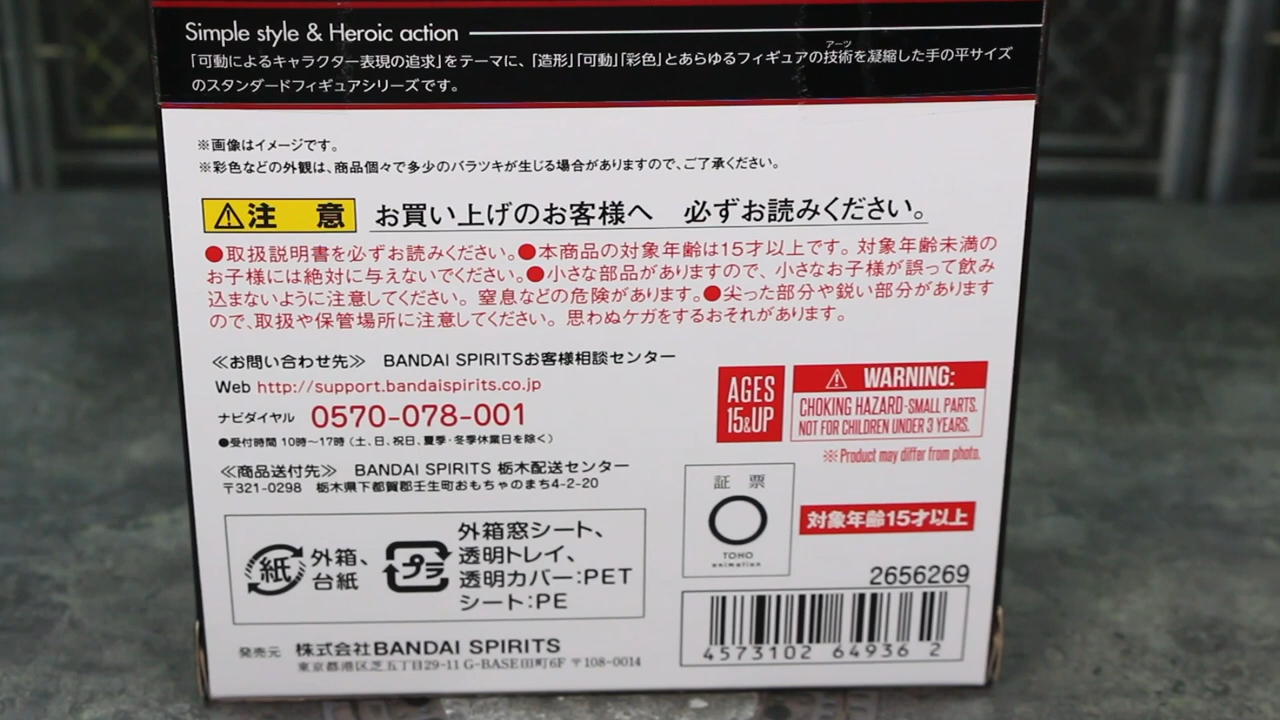 Simple style & Heroic action
「可動によるキャラクター表現の追求」をテーマに、「造形」「可動」「彩色」とあらゆるフィギュアの技術を凝縮した手の平サイズ
アーツ
のスタンダードフィギュアシリーズです。
※画像はイメージです。
※彩色などの外観は、商品個々で多少のバラツキが生じる場合がありますので、ご了承ください。
⚠注 意 お買い上げのお客様へ 必ずお読みください。
●取扱説明書を必ずお読みください。●本商品の対象年齢は15才以上です。対象年齢未満の
お子様には絶対に与えないでください。●小さな部品がありますので、小さなお子様が誤って飲み
込まないように注意してください。窒息などの危険があります。●尖った部分や鋭い部分があります
ので、取扱や保管場所に注意してください。思わぬケガをするおそれがあります。
≪お問い合わせ先≫ BANDAI SPIRITSお客様相談センター
Web http://support.bandaispirits.co.jp
ナビダイヤル 0570-078-001
●受付時間 10時～17時（土、日、祝日、夏季・冬季休業日を除く）
≪商品送付先≫ BANDAI SPIRITS 栃木配送センター
〒321-0298 栃木県下都賀郡壬生町おもちゃのまち4-2-20
AGES
15&UP
⚠ WARNING:
CHOKING HAZARD-SMALL PARTS.
NOT FOR CHILDREN UNDER 3 YEARS.
※Product may differ from photo.
紙
外箱、
台紙
プラ
外箱窓シート、
透明トレイ、
透明カバー：PET
シート：PE
証 票
TOHO
animation
対象年齢15才以上
2656269
4573102 64936 2
発売元 株式会社BANDAI SPIRITS
東京都港区芝五丁目29-11 G-BASE田町6F 〒108-0014